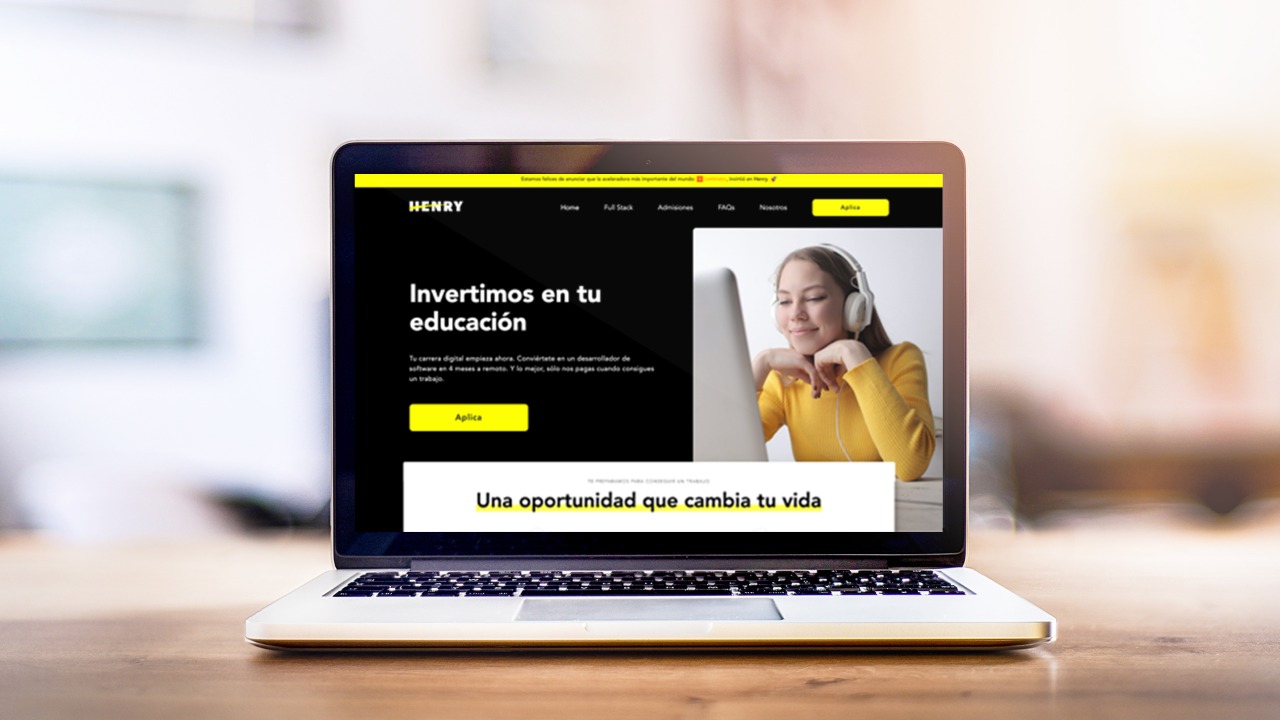 Estamos felices de anunciar que la aceleradora más importante del mundo invirtió en Henry.
HENRY
Home Full Stack Admisiones FAQs Nosotros Aplica
Invertimos en tu
educación
Tu carrera digital empieza ahora. Conviértete en un desarrollador de
software en 4 meses a remoto. Y lo mejor, sólo nos pagas cuando consigues
un trabajo.
Aplica
TE PREPARAMOS PARA CONSEGUIR UN TRABAJO
Una oportunidad que cambia tu vida